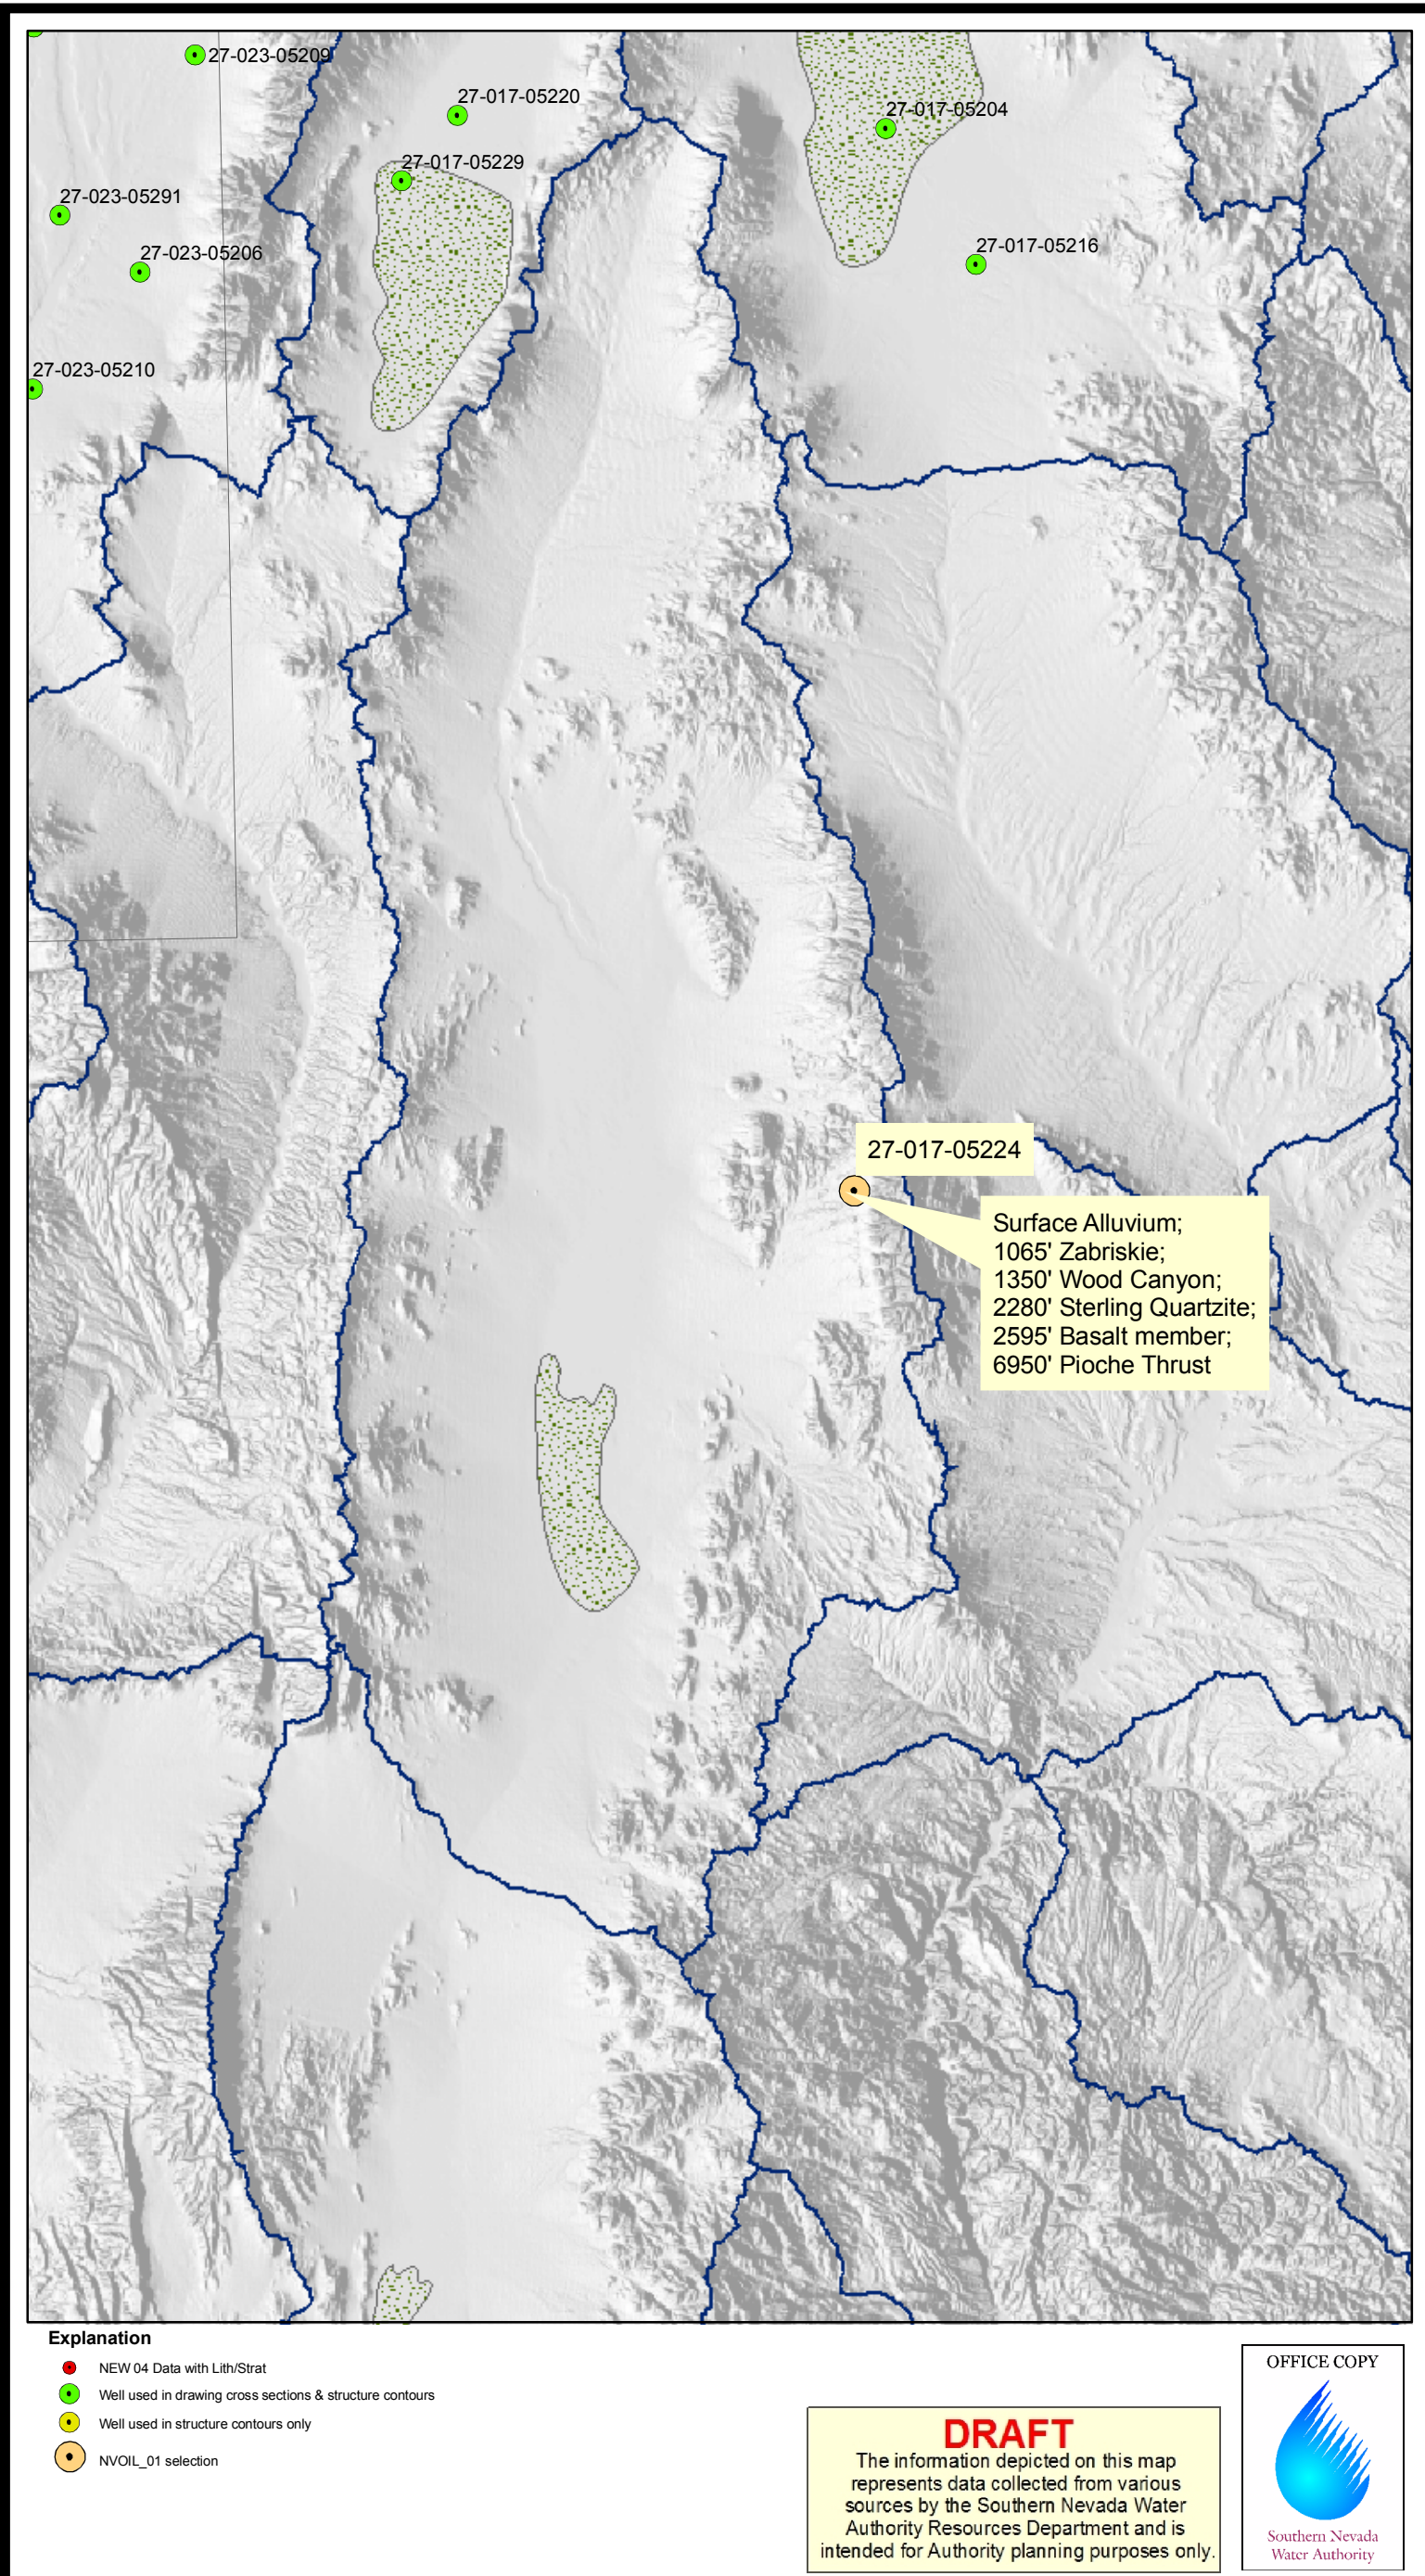 27-023-05209
27-017-05220
27-017-05204
27-017-05229
27-023-05291
27-017-05216
27-023-05206
27-023-05210
27-017-05224
Surface Alluvium;
1065' Zabriskie;
1350' Wood Canyon;
2280' Sterling Quartzite;
2595' Basalt member;
6950' Pioche Thrust
Explanation
NEW 04 Data with Lith/Strat
Well used in drawing cross sections & structure contours
Well used in structure contours only
NVOIL_01 selection
DRAFT
The information depicted on this map
represents data collected from various
sources by the Southern Nevada Water
Authority Resources Department and is
intended for Authority planning purposes only.
OFFICE COPY
Southern Nevada
Water Authority